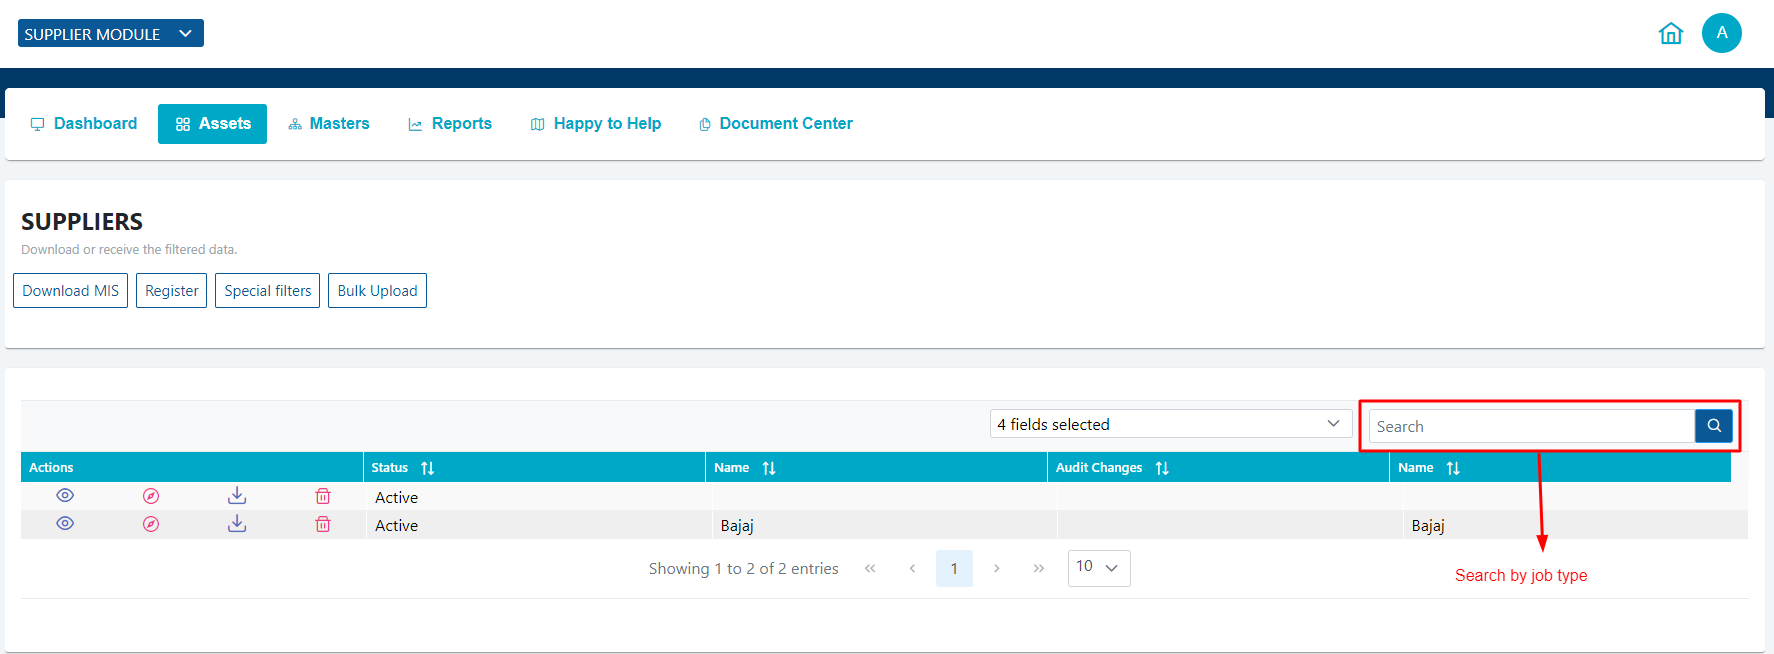 SUPPLIER MODULE
A
Dashboard
Assets
Masters
Reports
Happy to Help
Document Center
SUPPLIERS
Download or receive the filtered data.
Download MIS
Register
Special filters
Bulk Upload
4 fields selected
Search
Actions
Status
Name
Audit Changes
Name
Active
Active
Bajaj
Bajaj
Showing 1 to 2 of 2 entries
1
10
Search by job type